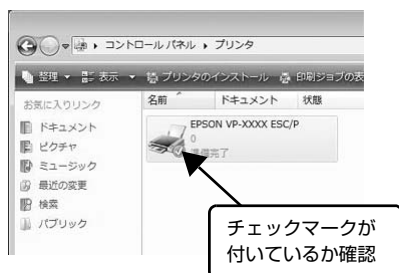 コントロール パネル ▸ プリンタ
整理 表示 プリンタのインストール 印刷ジョブの表
お気に入りリンク
ドキュメント
ピクチャ
ミュージック
最近の変更
検索
パブリック
名前 ドキュメント 状態
EPSON VP-XXXX ESC/P
0
準備完了
チェックマークが
付いているか確認